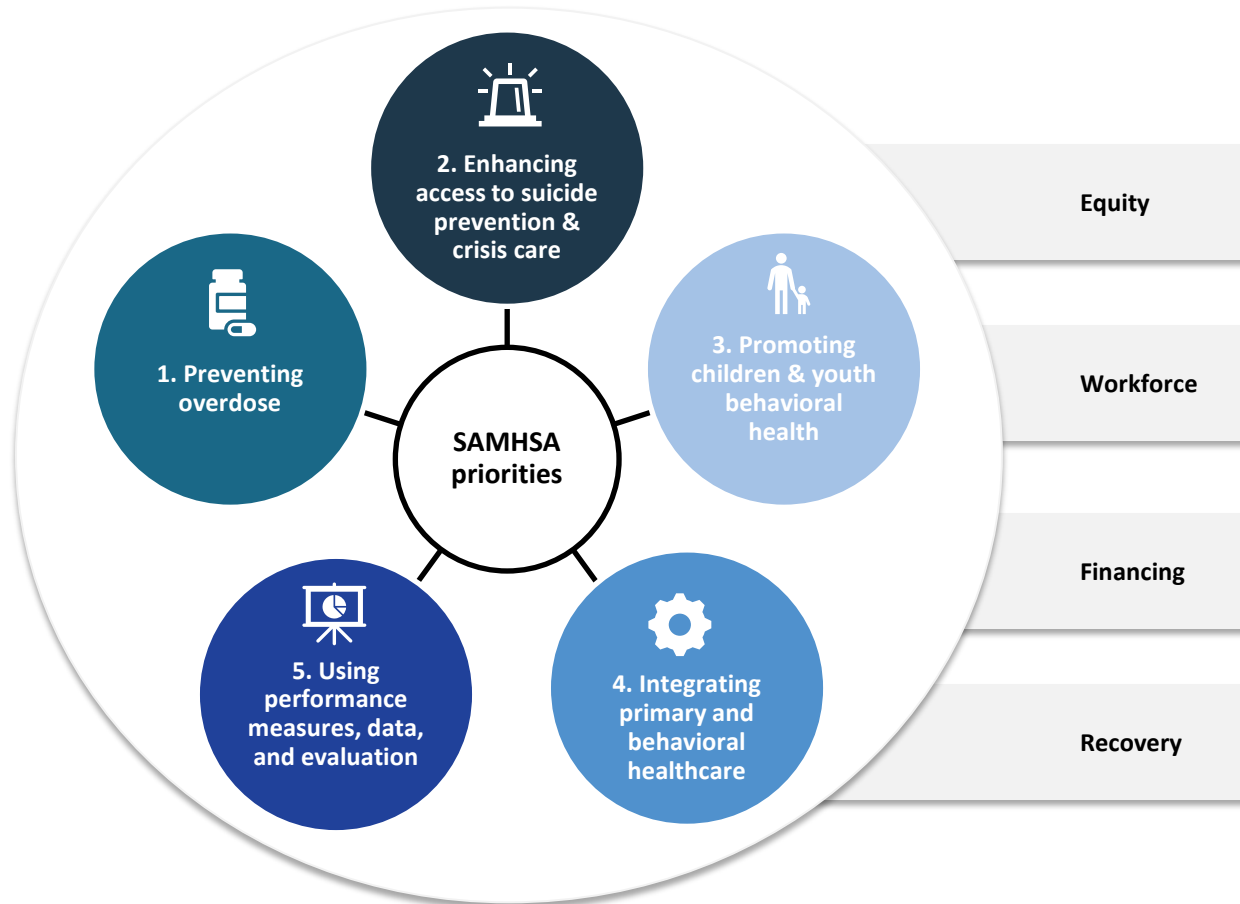 2. Enhancing
access to suicide
prevention &
crisis care
1. Preventing
overdose
3. Promoting
children & youth
behavioral
health
SAMHSA
priorities
5. Using
performance
measures, data,
and evaluation
4. Integrating
primary and
behavioral
healthcare
Equity
Workforce
Financing
Recovery